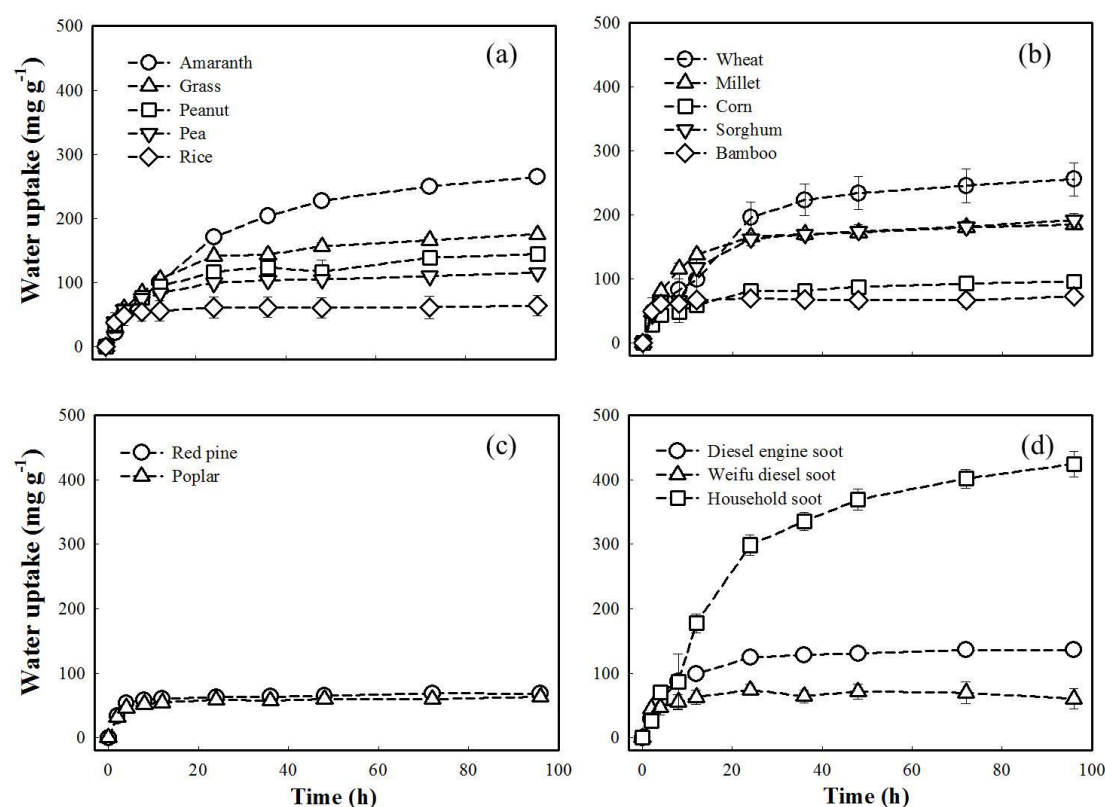 500
400
300
200
100
0
Water uptake (mg g-1)
(a)
Amaranth
Grass
Peanut
Pea
Rice
500
400
300
200
100
0
(b)
Wheat
Millet
Corn
Sorghum
Bamboo
500
400
300
200
100
0
Water uptake (mg g-1)
(c)
Red pine
Poplar
0 20 40 60 80 100
Time (h)
500
400
300
200
100
0
(d)
Diesel engine soot
Weifu diesel soot
Household soot
0 20 40 60 80 100
Time (h)